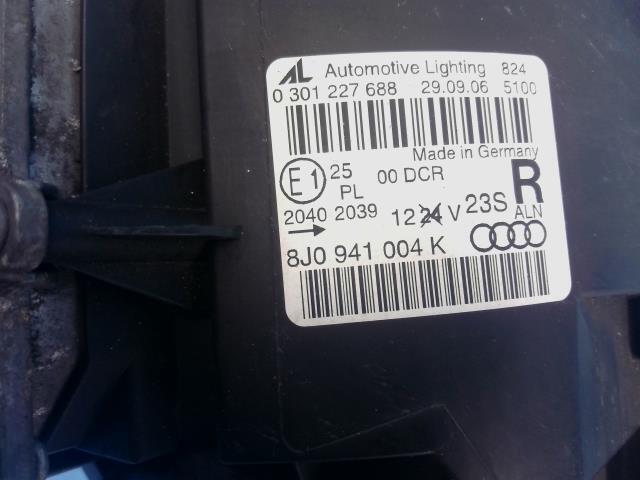 AL Automotive Lighting 824
0 301 227 688 29.09.06 5100
Made in Germany
E1 25 PL 00 DCR R
2040 2039 12 24 V 23S ALN
8J0 941 004 K